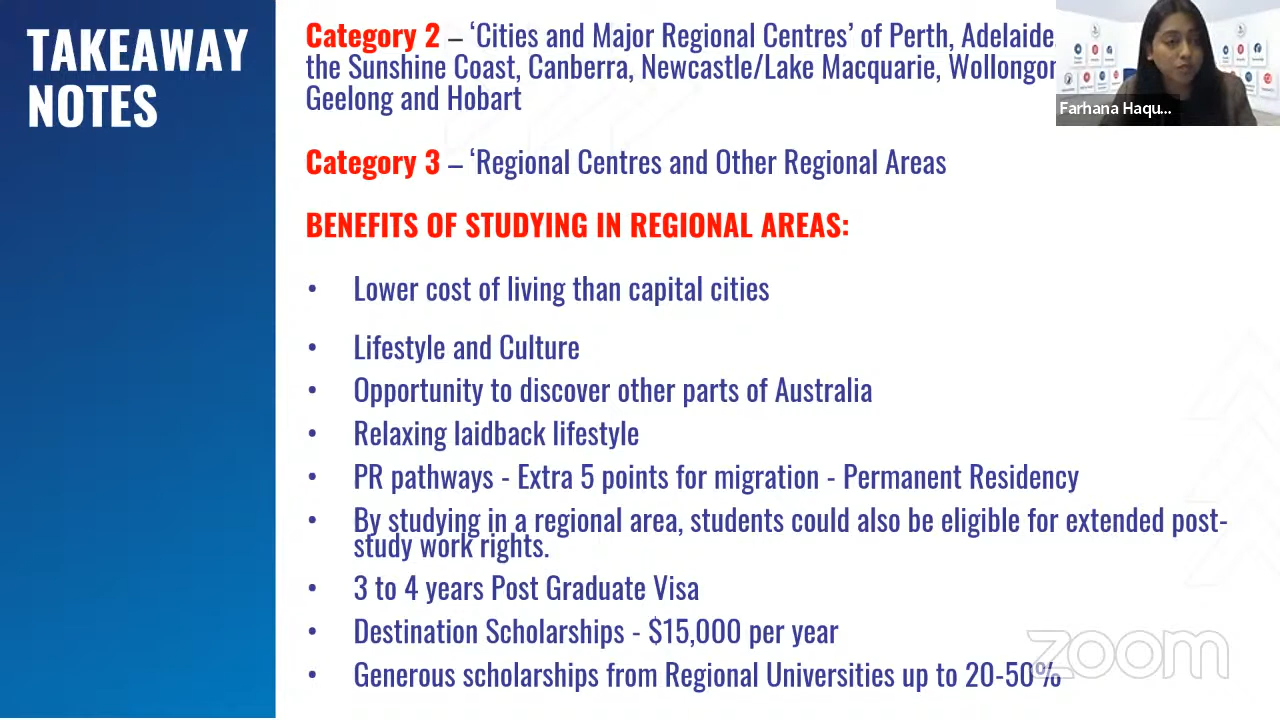 TAKEAWAY
NOTES
Category 2 – ‘Cities and Major Regional Centres’ of Perth, Adelaide,
the Sunshine Coast, Canberra, Newcastle/Lake Macquarie, Wollongon
Geelong and Hobart
Farhana Haqu...
Category 3 – ‘Regional Centres and Other Regional Areas
BENEFITS OF STUDYING IN REGIONAL AREAS:
• Lower cost of living than capital cities
• Lifestyle and Culture
• Opportunity to discover other parts of Australia
• Relaxing laidback lifestyle
• PR pathways - Extra 5 points for migration - Permanent Residency
• By studying in a regional area, students could also be eligible for extended post-
study work rights.
• 3 to 4 years Post Graduate Visa
• Destination Scholarships - $15,000 per year
• Generous scholarships from Regional Universities up to 20-50%
zoom